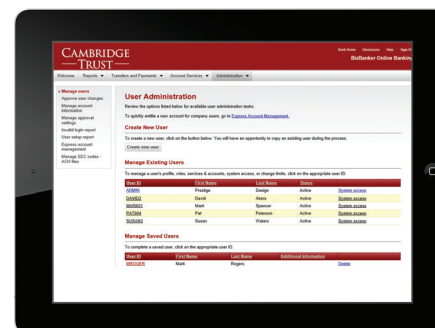 CAMBRIDGE
TRUST
Bank Home Disclosures Help Sign O
BizBanker Online Banking
Welcome Reports Transfers and Payments Account Services Administration
Manage users
Approve user changes
Manage account
information
Manage approval
settings
Invalid login report
User setup report
Express account
management
Manage SEC codes -
ACH files
User Administration
Review the options listed below for available user administration tasks.
To quickly entitle a new account for company users, go to Express Account Management.
Create New User
To create a new user, click on the button below. You will have an opportunity to copy an existing user during the process.
Create new user
Manage Existing Users
To manage a user's profile, roles, services & accounts, system access, or change limits, click on the appropriate user ID.
User ID First Name Last Name Status
ADMIN Prestige Design Active System access
DAVID2 David Akers Active System access
MARK01 Mark Spencer Active System access
PAT004 Pat Peterson Active System access
SUSAN3 Susan Waters Active System access
Manage Saved Users
To complete a saved user, click on the appropriate user ID.
User ID First Name Last Name Additional Information
MROGER Mark Rogers Delete